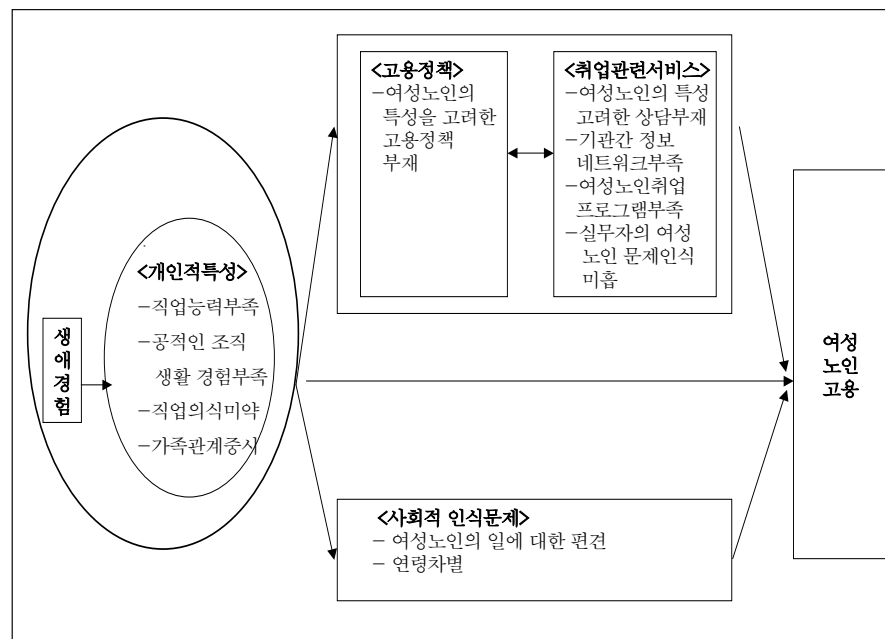 <고용정책>
-여성노인의
특성을 고려한
고용정책
부재
<취업관련서비스>
-여성노인의 특성
고려한 상담부재
-기관간 정보
네트워크부족
-여성노인취업
프로그램부족
-실무자의 여성
노인 문제인식
미흡
생
애
경
험
<개인적특성>
-직업능력부족
-공적인 조직
생활 경험부족
-직업의식미약
-가족관계중시
<사회적 인식문제>
- 여성노인의 일에 대한 편견
- 연령차별
여성
노인
고용